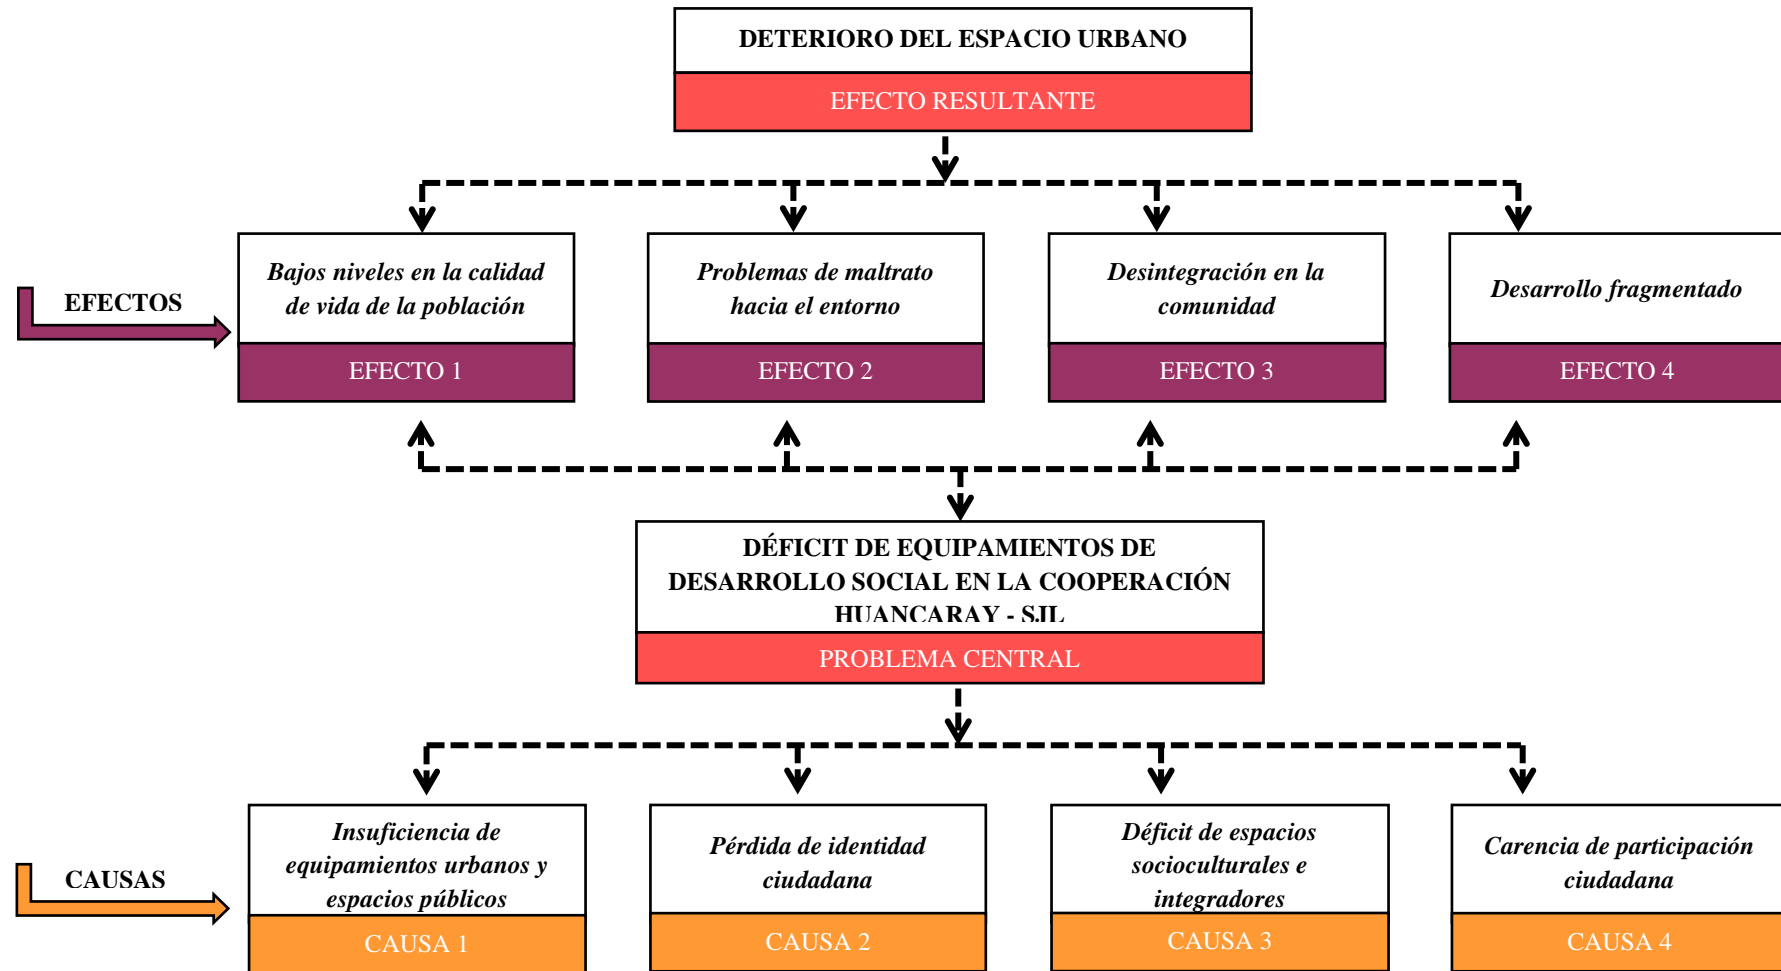 DETERIORO DEL ESPACIO URBANO
EFECTO RESULTANTE
EFECTOS
Bajos niveles en la calidad
de vida de la población
EFECTO 1
Problemas de maltrato
hacia el entorno
EFECTO 2
Desintegración en la
comunidad
EFECTO 3
Desarrollo fragmentado
EFECTO 4
DÉFICIT DE EQUIPAMIENTOS DE
DESARROLLO SOCIAL EN LA COOPERACIÓN
HUANCARAY - SJL
PROBLEMA CENTRAL
CAUSAS
Insuficiencia de
equipamientos urbanos y
espacios públicos
CAUSA 1
Pérdida de identidad
ciudadana
CAUSA 2
Déficit de espacios
socioculturales e
integradores
CAUSA 3
Carencia de participación
ciudadana
CAUSA 4